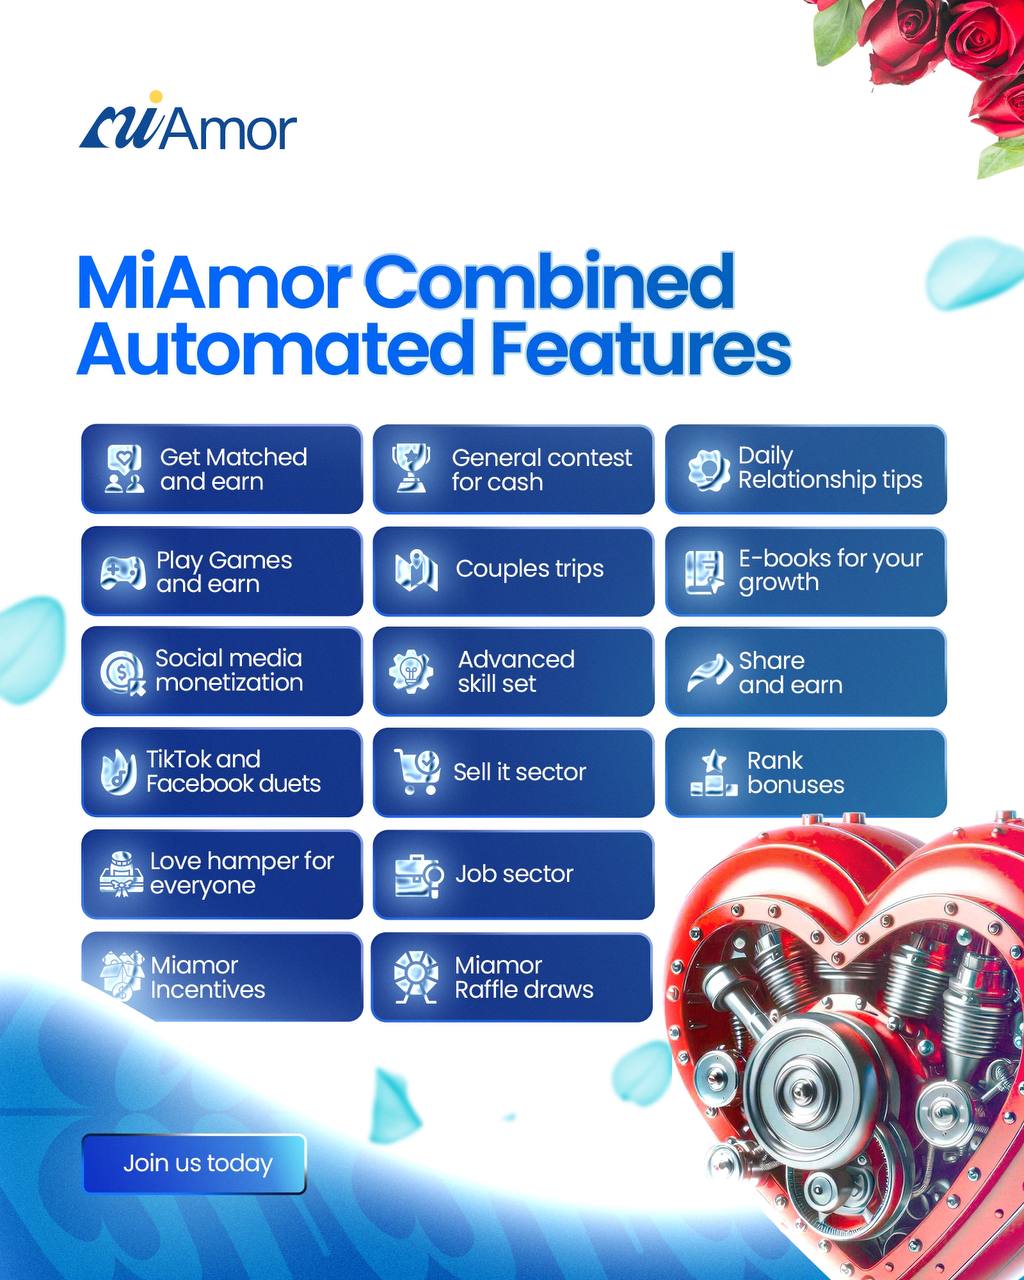 miAmor
MiAmor Combined
Automated Features
Get Matched
and earn
General contest
for cash
Daily
Relationship tips
Play Games
and earn
Couples trips
E-books for your
growth
Social media
monetization
Advanced
skill set
Share
and earn
TikTok and
Facebook duets
Sell it sector
Rank
bonuses
Love hamper for
everyone
Job sector
Miamor
Incentives
Miamor
Raffle draws
Join us today